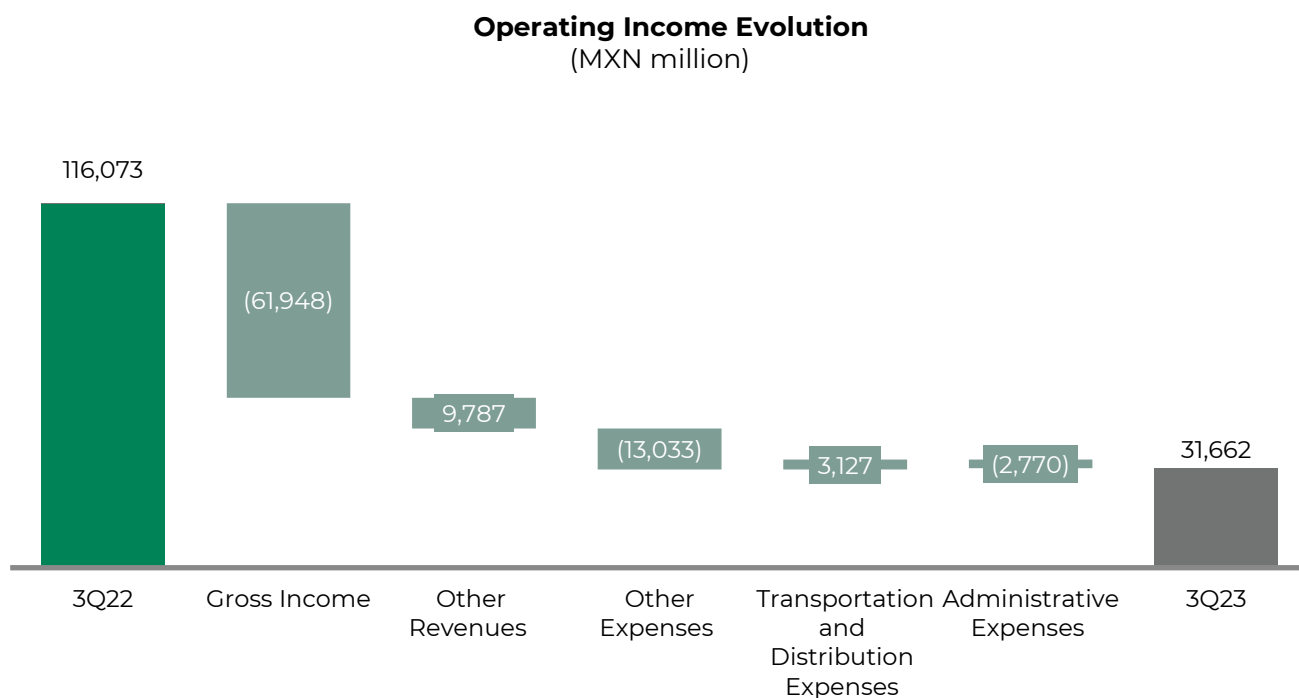 Operating Income Evolution
(MXN million)
116,073
(61,948)
9,787
(13,033)
3,127
(2,770)
31,662
3Q22
Gross Income
Other
Revenues
Other
Expenses
Transportation
and
Distribution
Expenses
Administrative
Expenses
3Q23